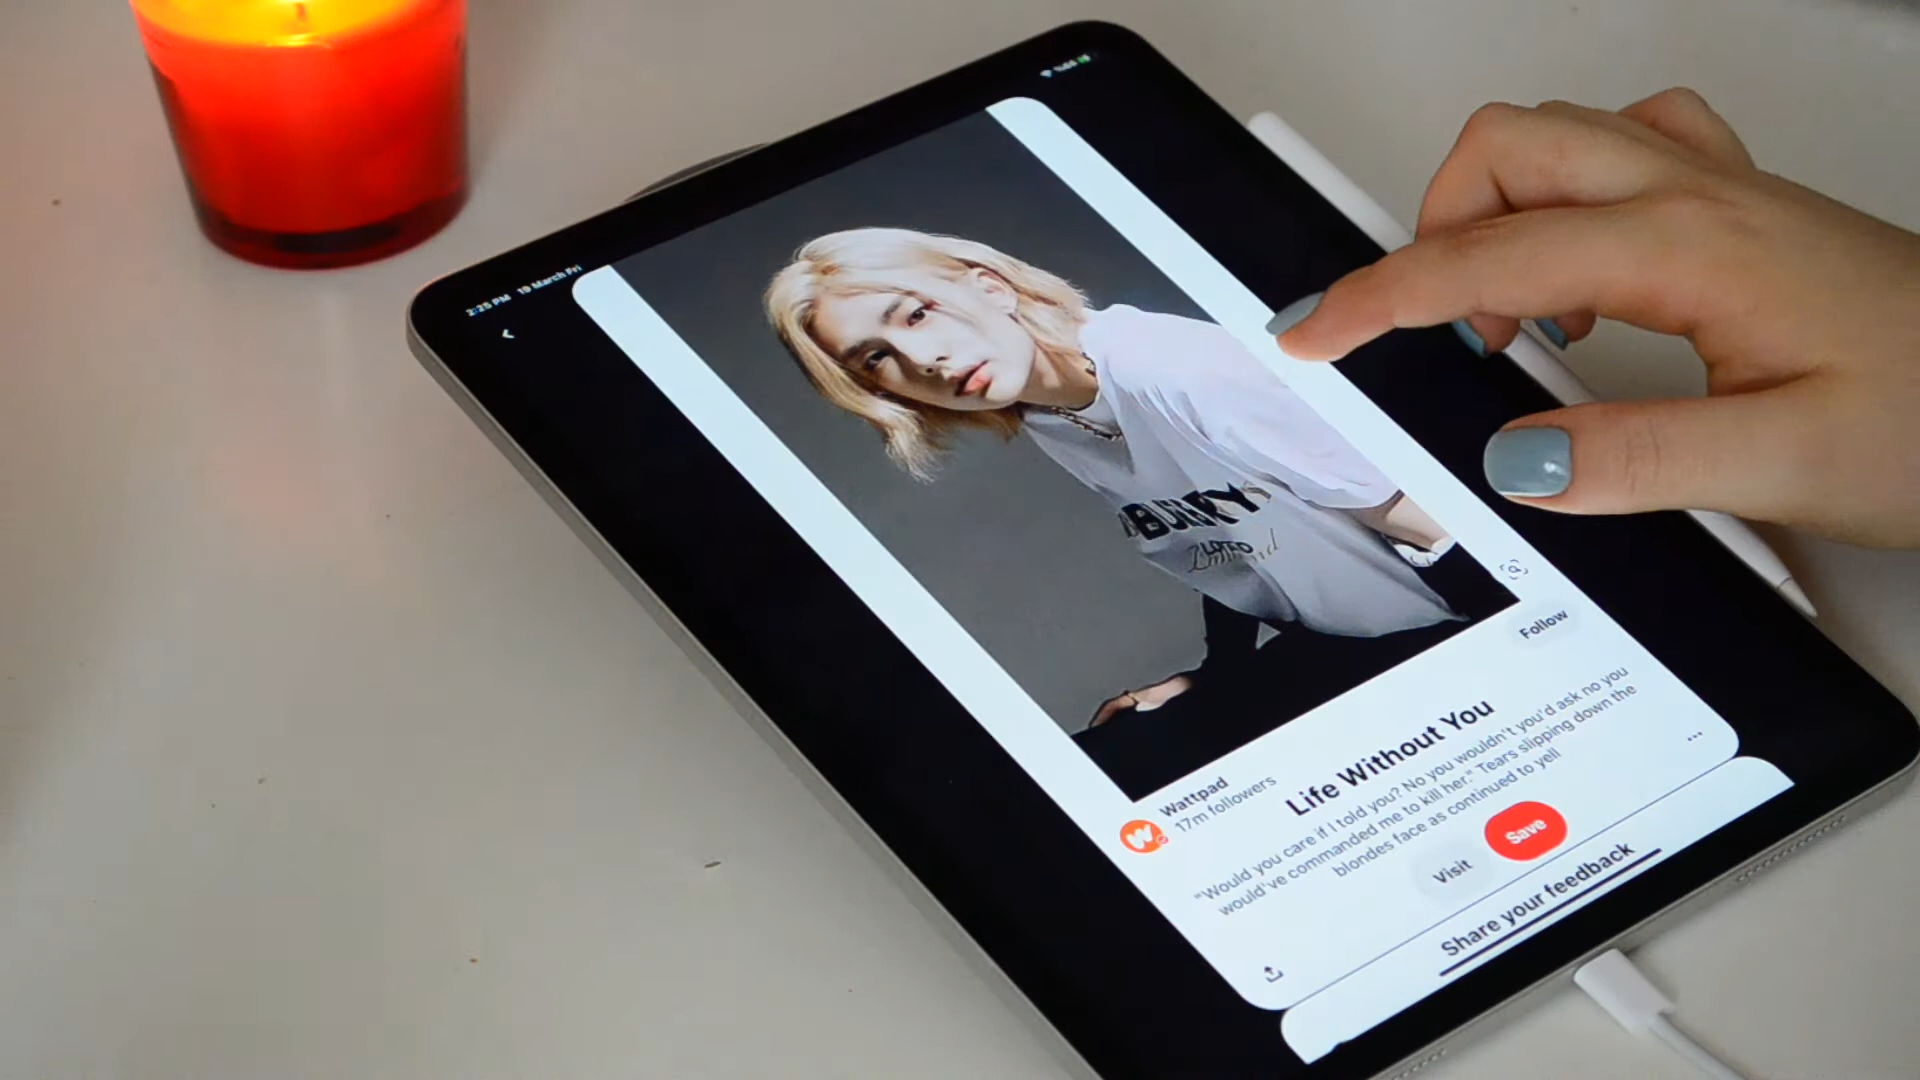 2:25 PM 19 March Fri
Follow
Wattpad
17m followers
Life Without You
"Would you care if I told you? No you wouldn't you'd ask no you
would've commanded me to kill her." Tears slipping down the
blondes face as continued to yell
Visit
Save
Share your feedback